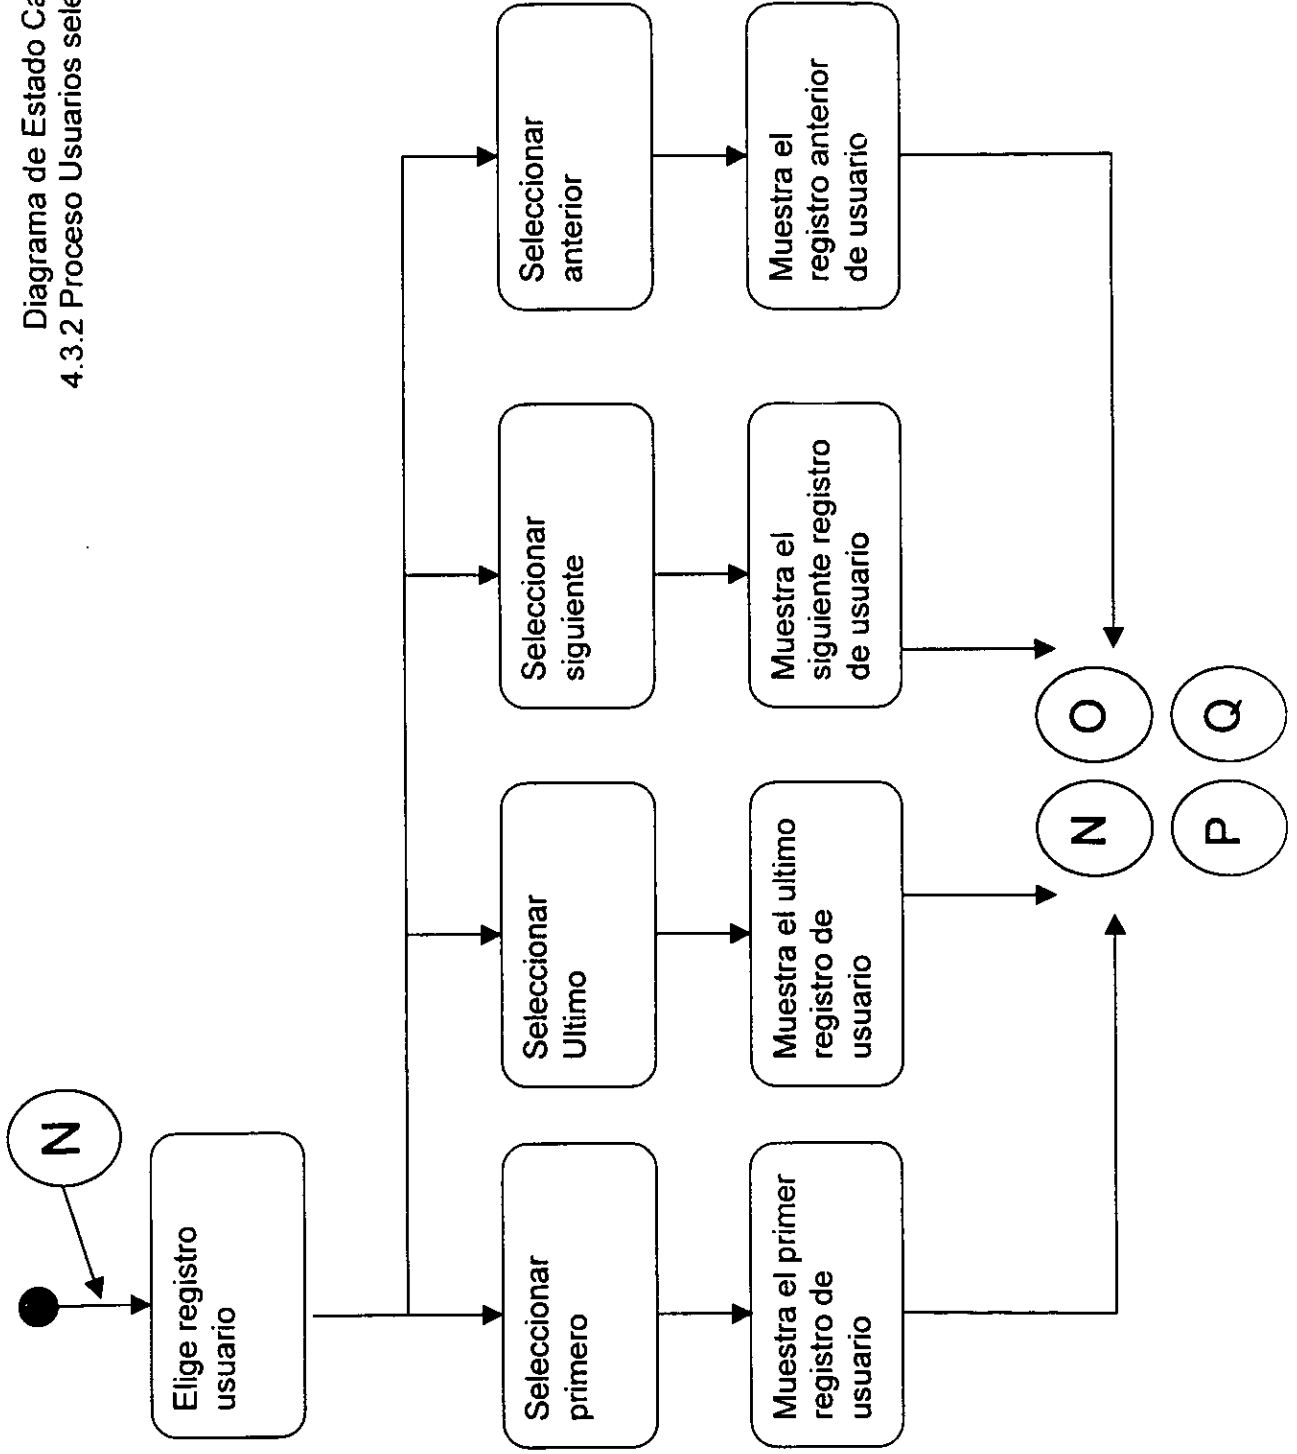 Diagrama de Estado
4.3.2 Proceso Usuarios
N
Elige registro
usuario
Seleccionar
primero
Seleccionar
Ultimo
Seleccionar
siguiente
Seleccionar
anterior
Muestra el primer
registro de
usuario
Muestra el ultimo
registro de
usuario
Muestra el
siguiente registro
de usuario
Muestra el
registro anterior
de usuario
N
O
P
Q